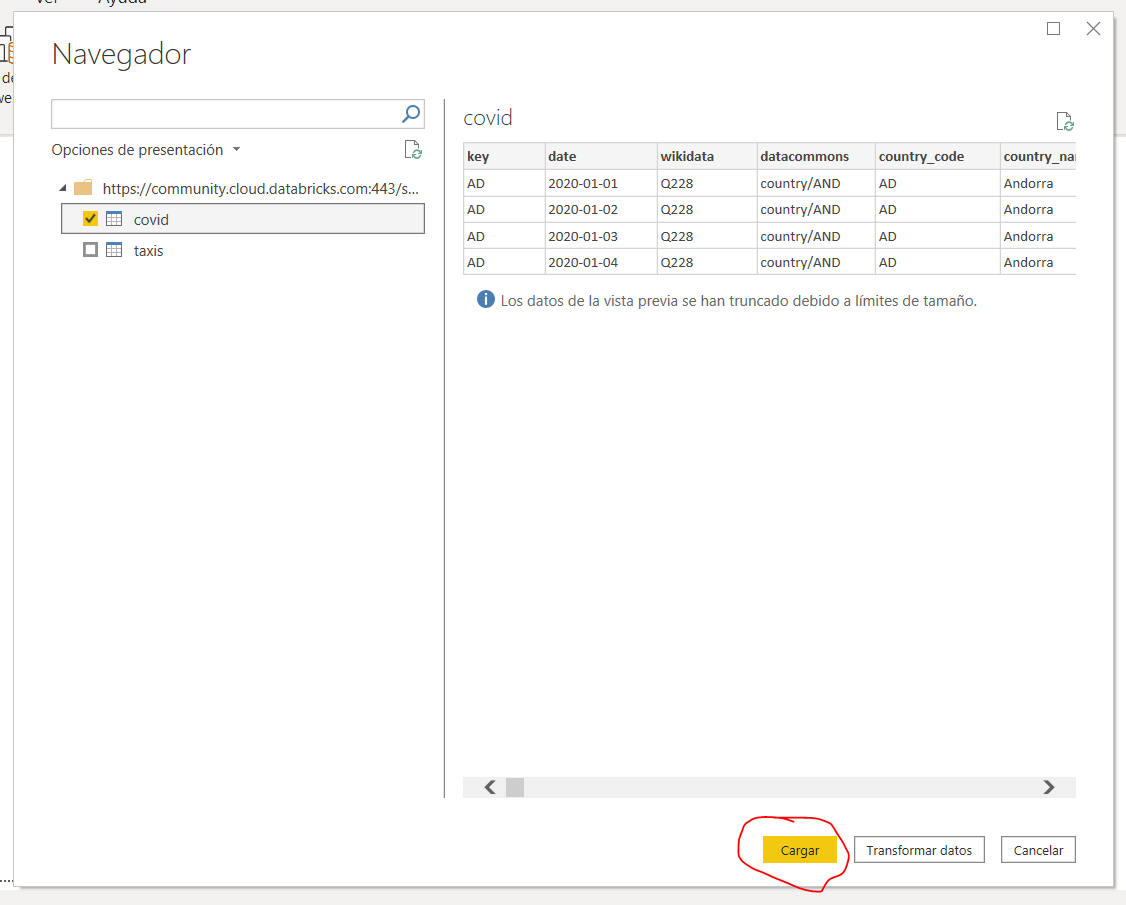 Ver Ayuda
Navegador
de
we
Opciones de presentación
https://community.cloud.databricks.com:443/s...
covid
taxis
covid
key date wikidata datacommons country_code country_na
AD 2020-01-01 Q228 country/AND AD Andorra
AD 2020-01-02 Q228 country/AND AD Andorra
AD 2020-01-03 Q228 country/AND AD Andorra
AD 2020-01-04 Q228 country/AND AD Andorra
Los datos de la vista previa se han truncado debido a límites de tamaño.
Cargar Transformar datos Cancelar